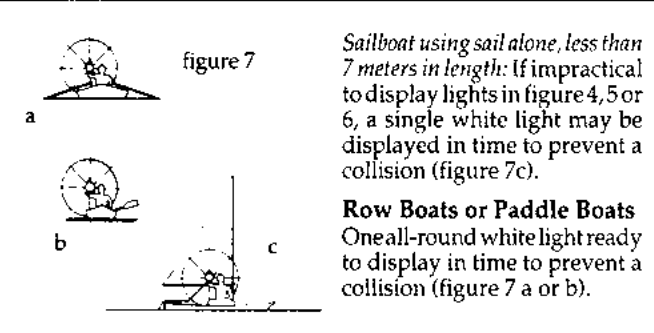 figure 7
a
b
c
Sailboat using sail alone, less than
7 meters in length: If impractical
to display lights in figure 4, 5 or
6, a single white light may be
displayed in time to prevent a
collision (figure 7c).
Row Boats or Paddle Boats
One all-round white light ready
to display in time to prevent a
collision (figure 7 a or b).